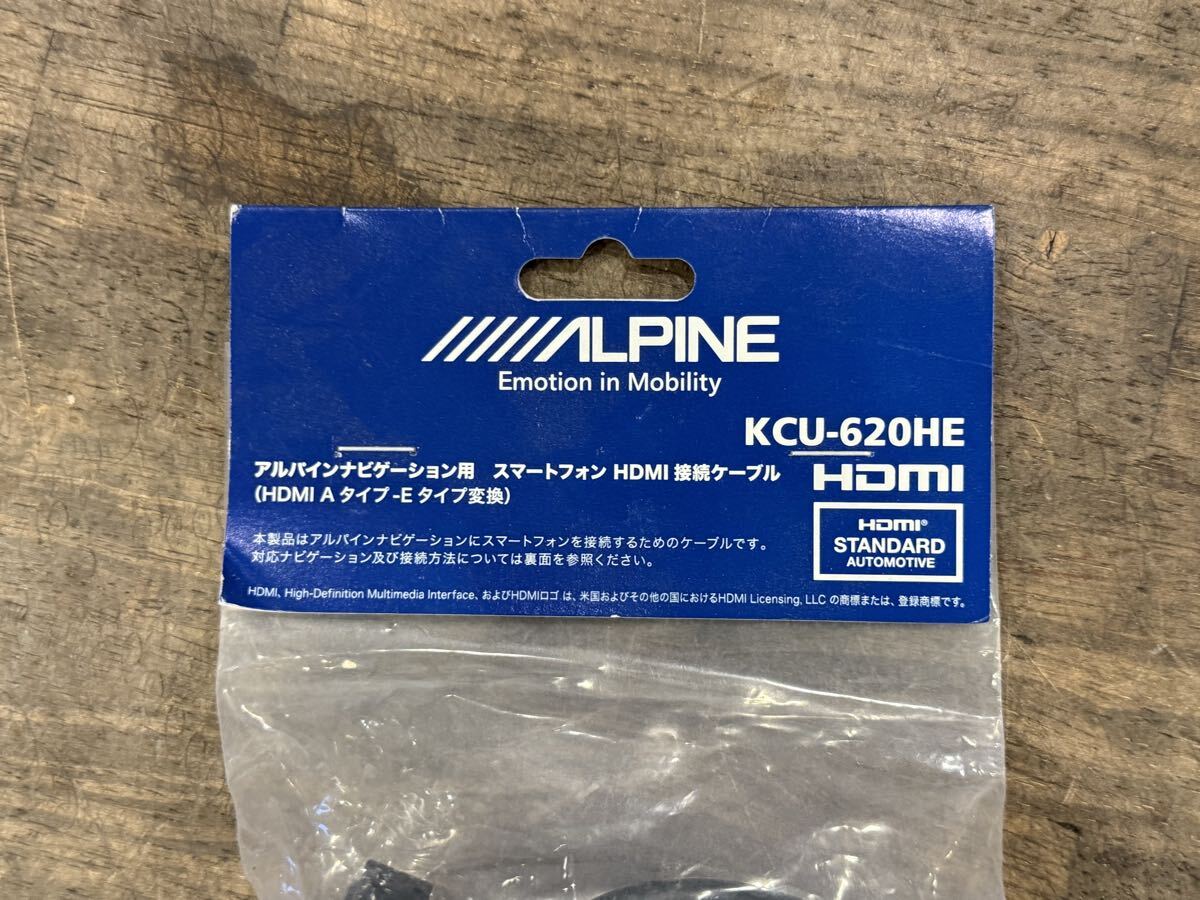 ALPINE
Emotion in Mobility
KCU-620HE
アルパインナビゲーション用 スマートフォン HDMI 接続ケーブル
(HDMI A タイプ -E タイプ変換)
HDMI
HDMI®
STANDARD
AUTOMOTIVE
本製品はアルパインナビゲーションにスマートフォンを接続するためのケーブルです。
対応ナビゲーション及び接続方法については裏面を参照ください。
HDMI、High-Definition Multimedia Interface、およびHDMIロゴ は、米国およびその他の国におけるHDMI Licensing, LLC の商標または、登録商標です。